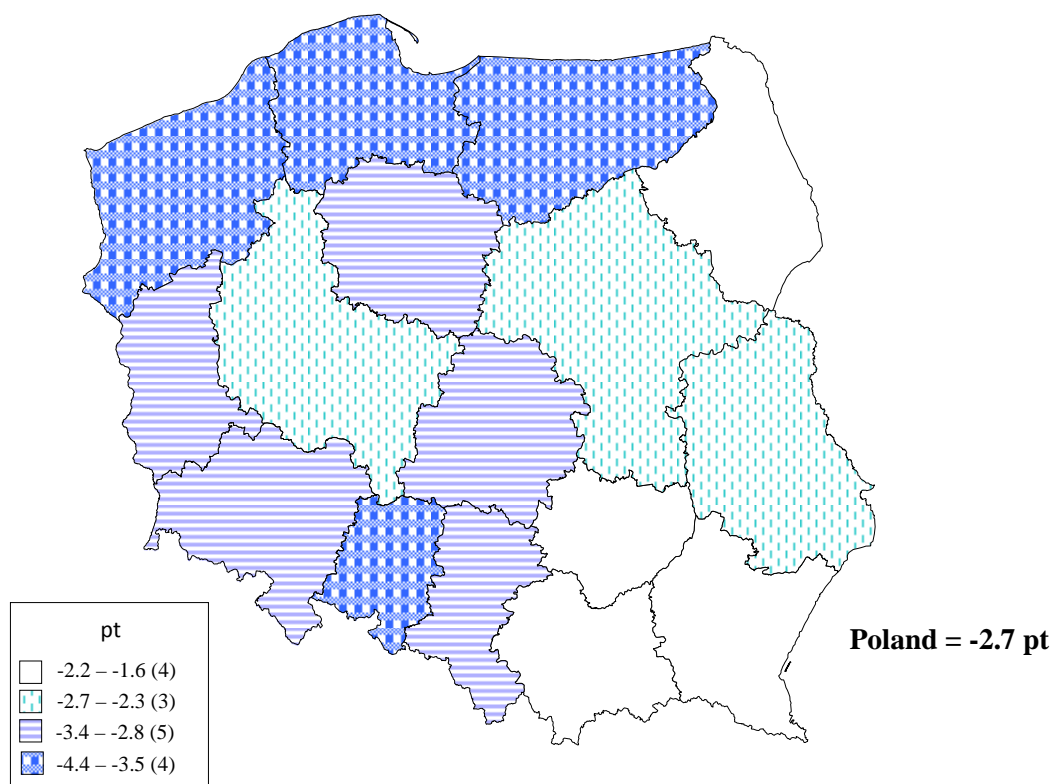 pt
-2.2 – -1.6 (4)
-2.7 – -2.3 (3)
-3.4 – -2.8 (5)
-4.4 – -3.5 (4)
Poland = -2.7 pt